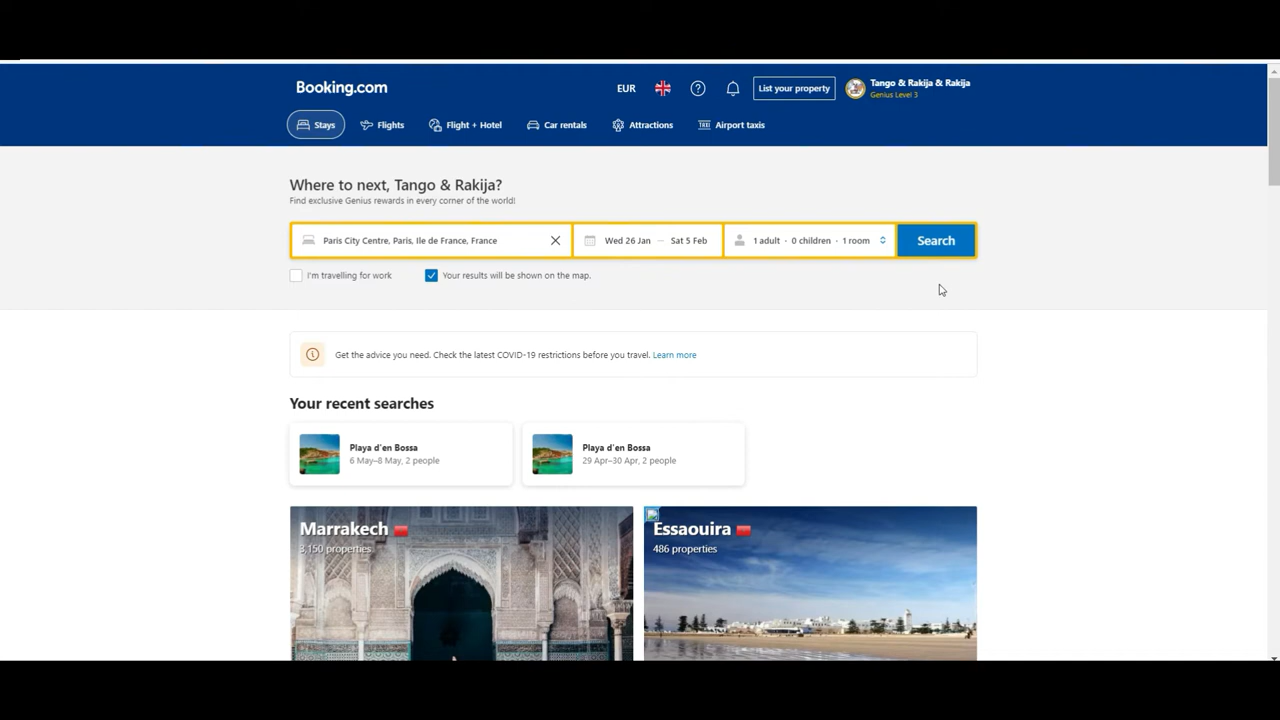 Booking.com
EUR
List your property
Tango & Rakija & Rakija
Genius Level 3
Stays
Flights
Flight + Hotel
Car rentals
Attractions
TAXI
Airport taxis
Where to next, Tango & Rakija?
Find exclusive Genius rewards in every corner of the world!
Paris City Centre, Paris, Ile de France, France
Wed 26 Jan — Sat 5 Feb
1 adult · 0 children · 1 room
Search
I'm travelling for work
Your results will be shown on the map.
Get the advice you need. Check the latest COVID-19 restrictions before you travel. Learn more
Your recent searches
Playa d'en Bossa
6 May–8 May, 2 people
Playa d'en Bossa
29 Apr–30 Apr, 2 people
Marrakech
3,150 properties
Essaouira
486 properties